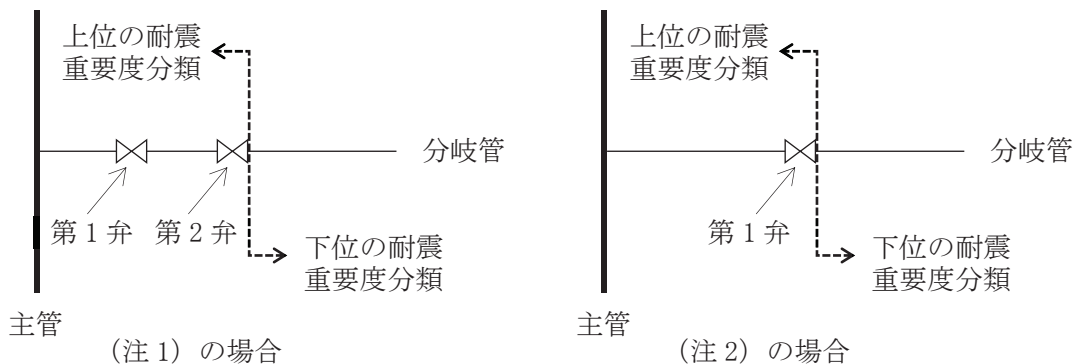 上位の耐震
重要度分類
分岐管
第1弁
第2弁
下位の耐震
重要度分類
主管
(注1)の場合
上位の耐震
重要度分類
分岐管
第1弁
下位の耐震
重要度分類
主管
(注2)の場合